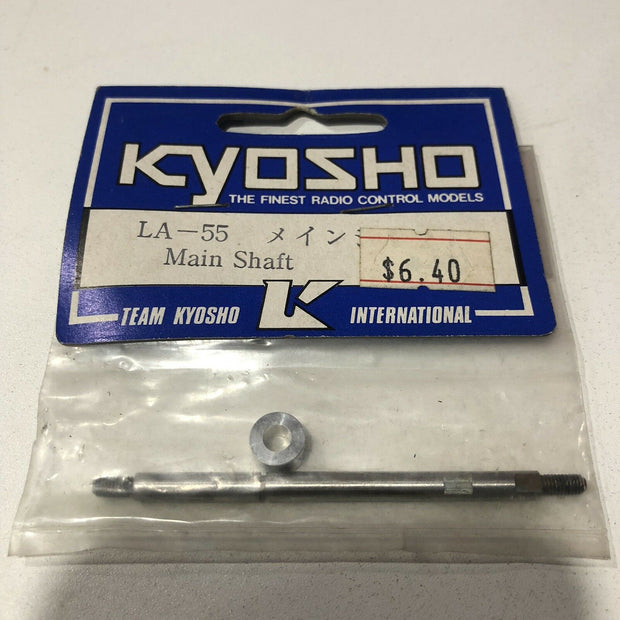 KYOSHO
THE FINEST RADIO CONTROL MODELS
LA-55 メイン
Main Shaft
$6.40
TEAM KYOSHO K INTERNATIONAL